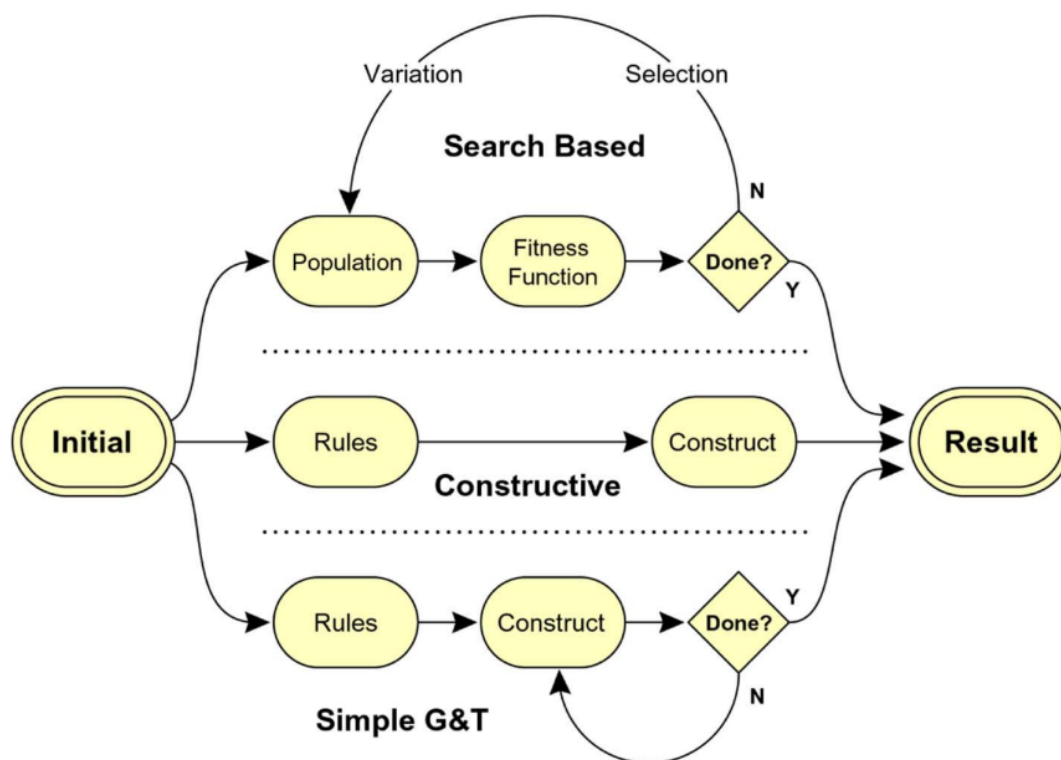 Variation
Selection
Search Based
N
Population
Fitness
Function
Done?
Y
Initial
Rules
Construct
Result
Constructive
Rules
Construct
Done?
Y
N
Simple G&T